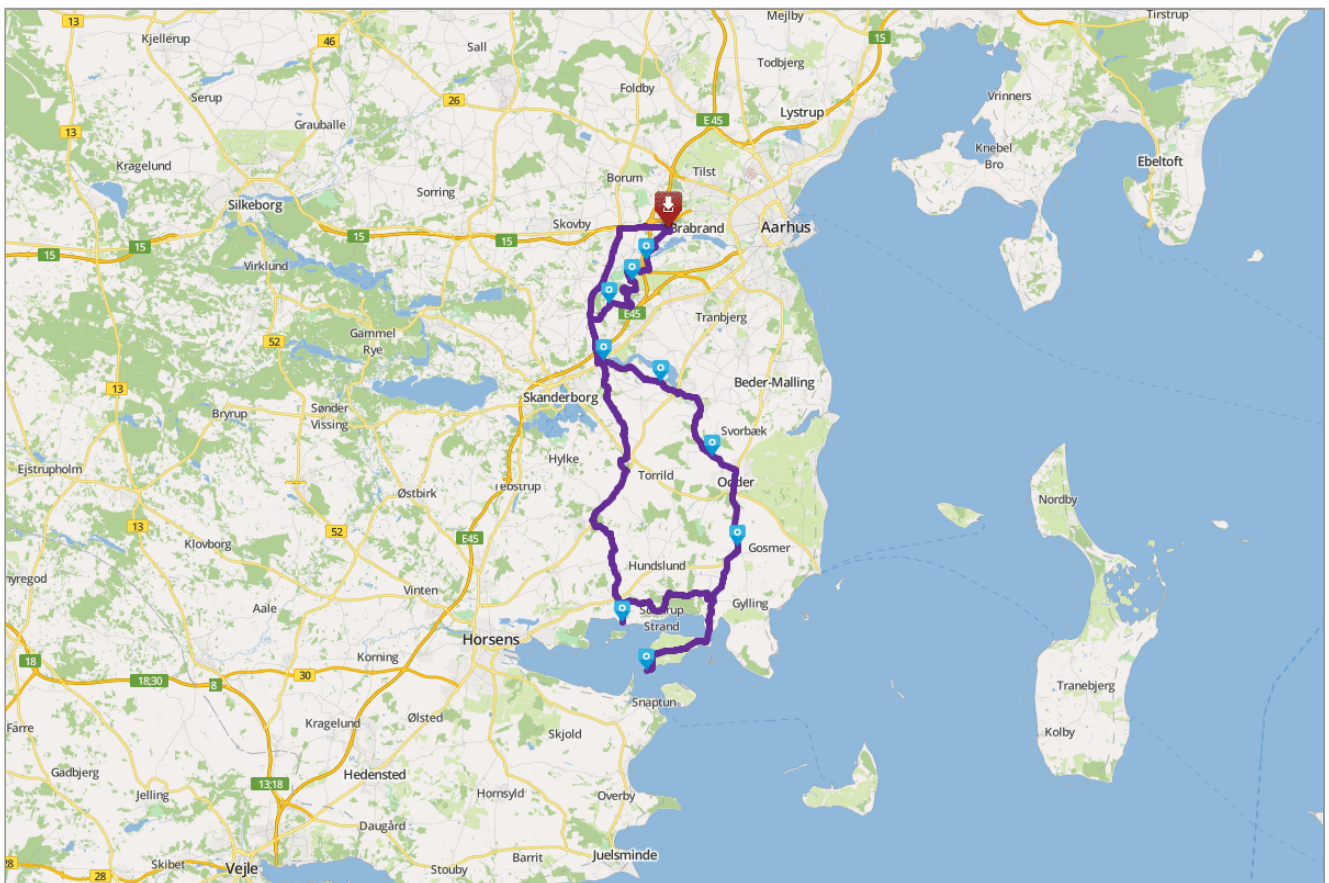 13
Kjellerup
46
Sall
Mejlby
Tirstrup
15
Todbjerg
Foldby
Serup
26
Vrinners
Grauballe
13
E 45
Lystrup
Kragelund
Knebel
Bro
Ebeltoft
Tilst
Borum
Sorring
Silkeborg
Skovby
Brabrand
Aarhus
15
15
15
15
Virklund
E45
Tranbjerg
Gammel
Rye
52
Beder-Malling
13
Skanderborg
Sønder
Vissing
Bryrup
Svorbæk
Hylke
Ejstrupholm
Torrild
Odder
Østbirk
Nordby
13
52
E45
Klovborg
Gosmer
Hundslund
nyregod
Vinten
Aale
Gylling
Strand
Horsens
Korning
18
30
18;30
8
Tranebjerg
Snaptun
Kragelund
Ølsted
Farre
Skjold
Kolby
Gadbjerg
Hedensted
13;18
Jelling
Hornsyld
Overby
Daugård
Skibet
Vejle
Barrit
Juelsminde
Stouby
28